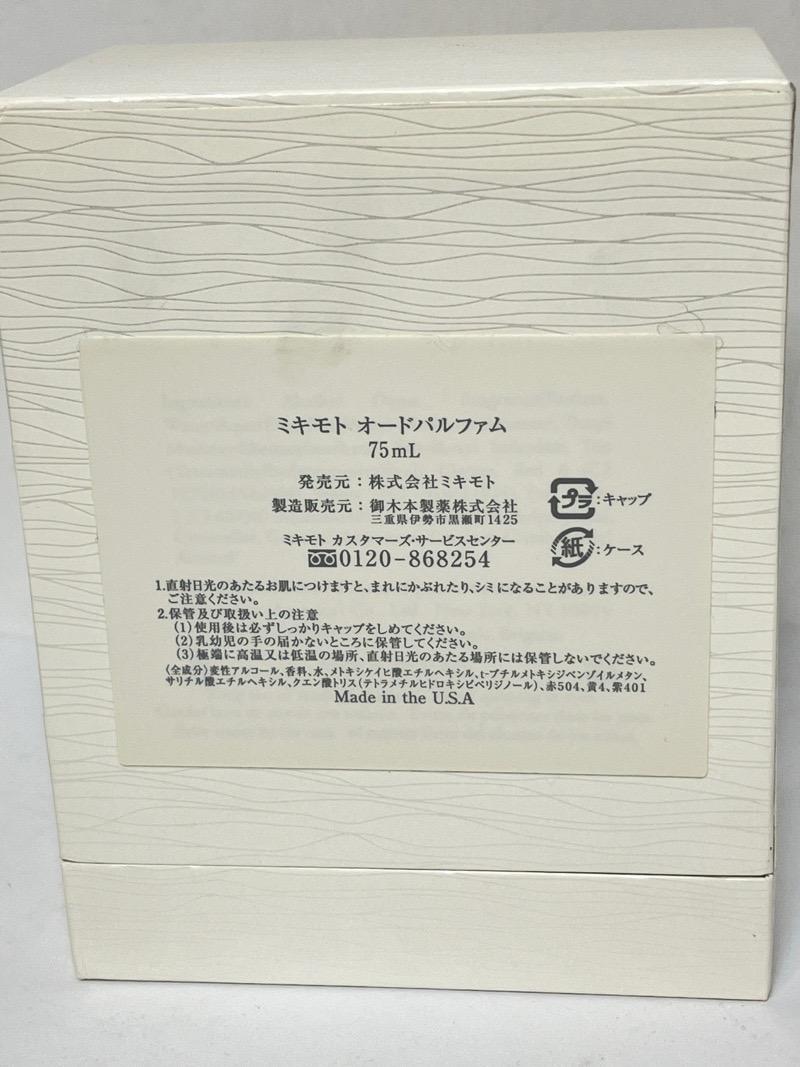 ミキモト オードパルファム
75mL
発売元：株式会社ミキモト
製造販売元：御木本製薬株式会社
三重県伊勢市黒瀬町1425
プラ：キャップ
紙：ケース
ミキモト カスタマーズ・サービスセンター
0120-868254
1.直射日光のあたるお肌につけますと、まれにかぶれたり、シミになることがありますので、
ご注意ください。
2.保管及び取扱い上の注意
(1)使用後は必ずしっかりキャップをしめてください。
(2)乳幼児の手の届かないところに保管してください。
(3)極端に高温又は低温の場所、直射日光のあたる場所には保管しないでください。
(全成分)変性アルコール、香料、水、メトキシケイヒ酸エチルヘキシル、t-ブチルメトキシジベンゾイルメタン、
サリチル酸エチルヘキシル、クエン酸トリス(テトラメチルヒドロキシピペリジノール)、赤504、黄4、紫401
Made in the U.S.A